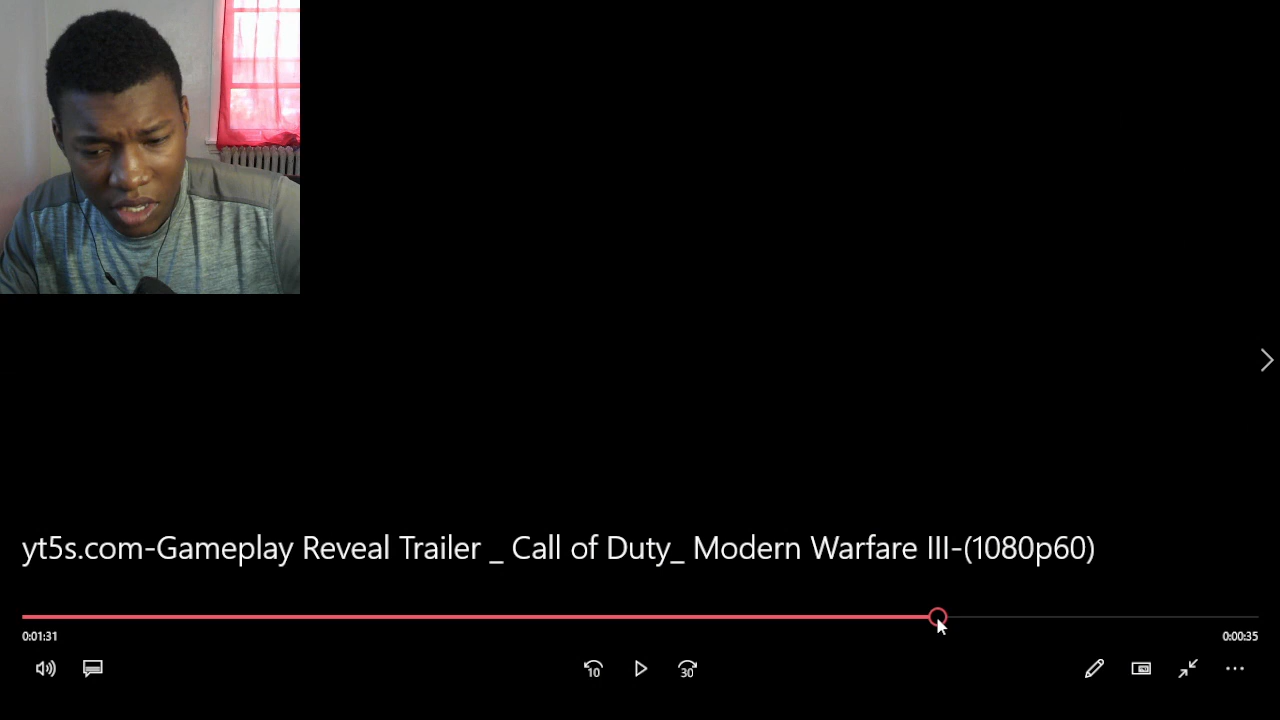 yt5s.com-Gameplay Reveal Trailer _ Call of Duty_ Modern Warfare III-(1080p60)
0:01:31
0:00:35
10
30